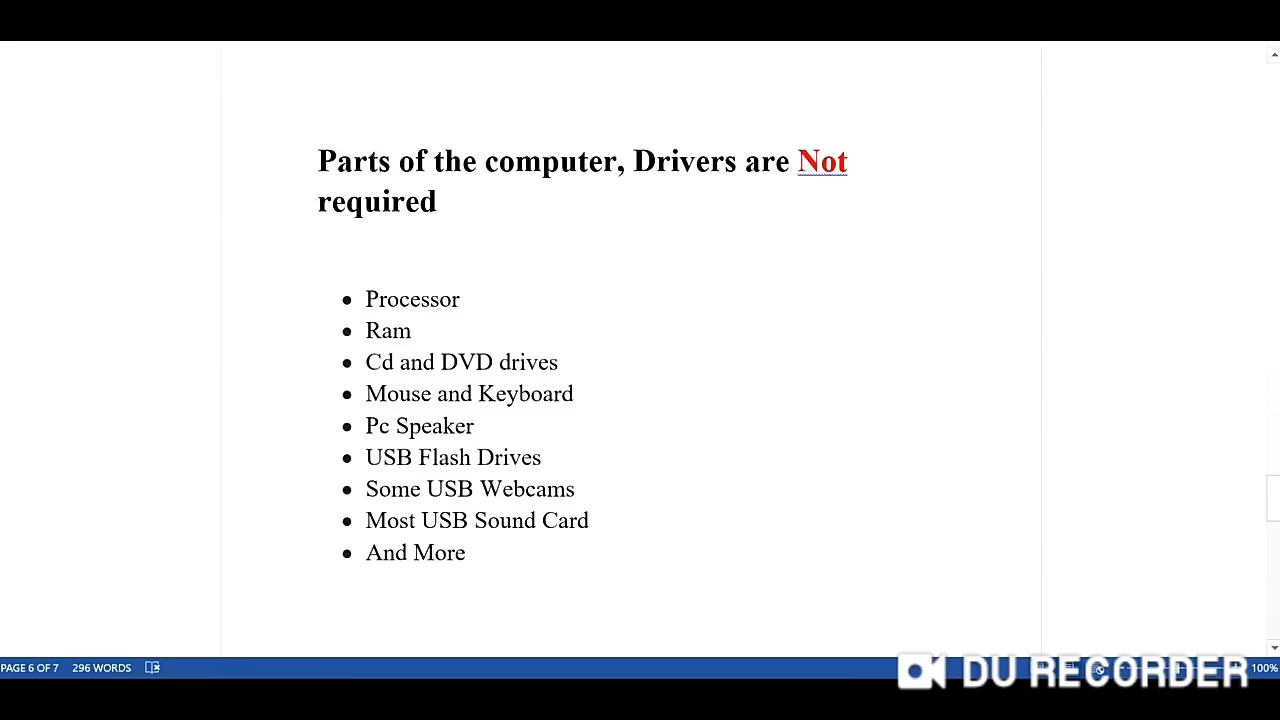 Parts of the computer, Drivers are Not
required
• Processor
• Ram
• Cd and DVD drives
• Mouse and Keyboard
• Pc Speaker
• USB Flash Drives
• Some USB Webcams
• Most USB Sound Card
• And More
PAGE 6 OF 7 296 WORDS 100%
DU RECORDER